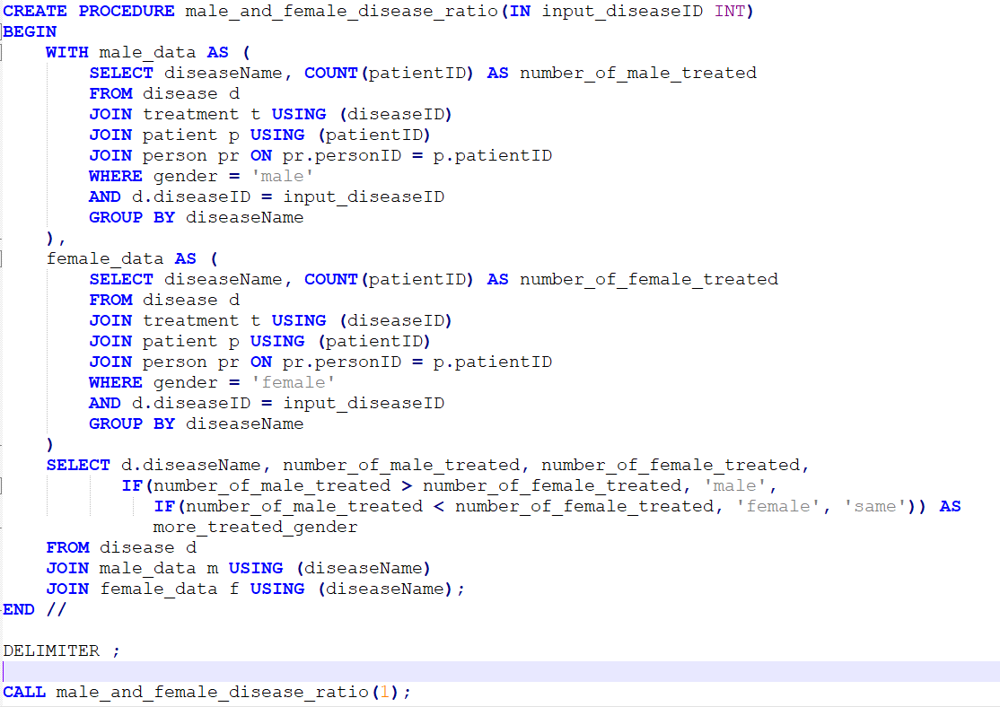 CREATE PROCEDURE male_and_female_disease_ratio(IN input_diseaseID INT)
BEGIN
    WITH male_data AS (
        SELECT diseaseName, COUNT(patientID) AS number_of_male_treated
        FROM disease d
        JOIN treatment t USING (diseaseID)
        JOIN patient p USING (patientID)
        JOIN person pr ON pr.personID = p.patientID
        WHERE gender = 'male'
        AND d.diseaseID = input_diseaseID
        GROUP BY diseaseName
    ),
    female_data AS (
        SELECT diseaseName, COUNT(patientID) AS number_of_female_treated
        FROM disease d
        JOIN treatment t USING (diseaseID)
        JOIN patient p USING (patientID)
        JOIN person pr ON pr.personID = p.patientID
        WHERE gender = 'female'
        AND d.diseaseID = input_diseaseID
        GROUP BY diseaseName
    )
    SELECT d.diseaseName, number_of_male_treated, number_of_female_treated,
           IF(number_of_male_treated > number_of_female_treated, 'male',
              IF(number_of_male_treated < number_of_female_treated, 'female', 'same')) AS
              more_treated_gender
    FROM disease d
    JOIN male_data m USING (diseaseName)
    JOIN female_data f USING (diseaseName);
END //
DELIMITER ;
CALL male_and_female_disease_ratio(1);